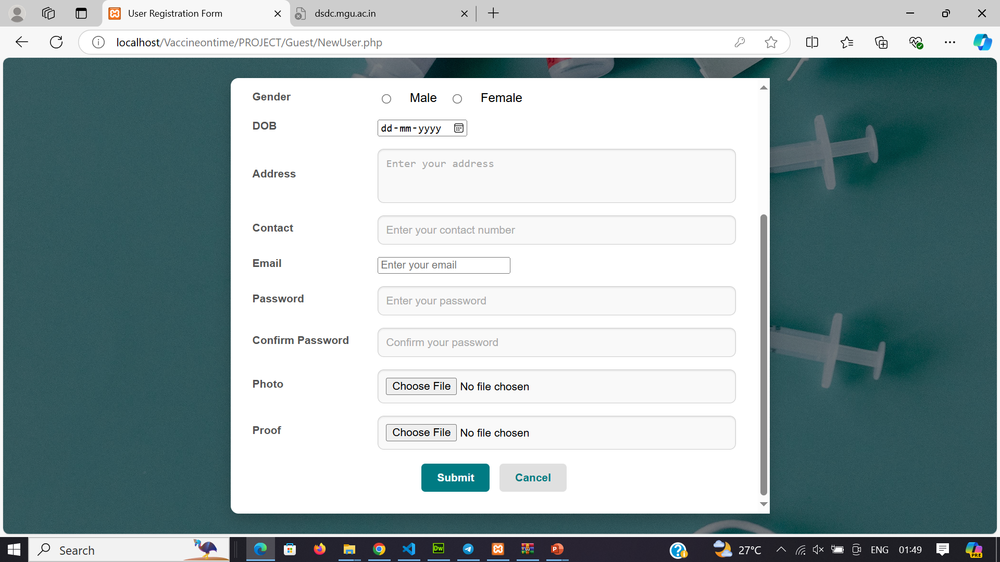 User Registration Form
dsdc.mgu.ac.in
localhost/Vaccineontime/PROJECT/Guest/NewUser.php
Gender Male Female
DOB dd-mm-yyyy
Address Enter your address
Contact Enter your contact number
Email Enter your email
Password Enter your password
Confirm Password Confirm your password
Photo Choose File No file chosen
Proof Choose File No file chosen
Submit Cancel
Search Dw P 27°C ENG 01:49 PRE